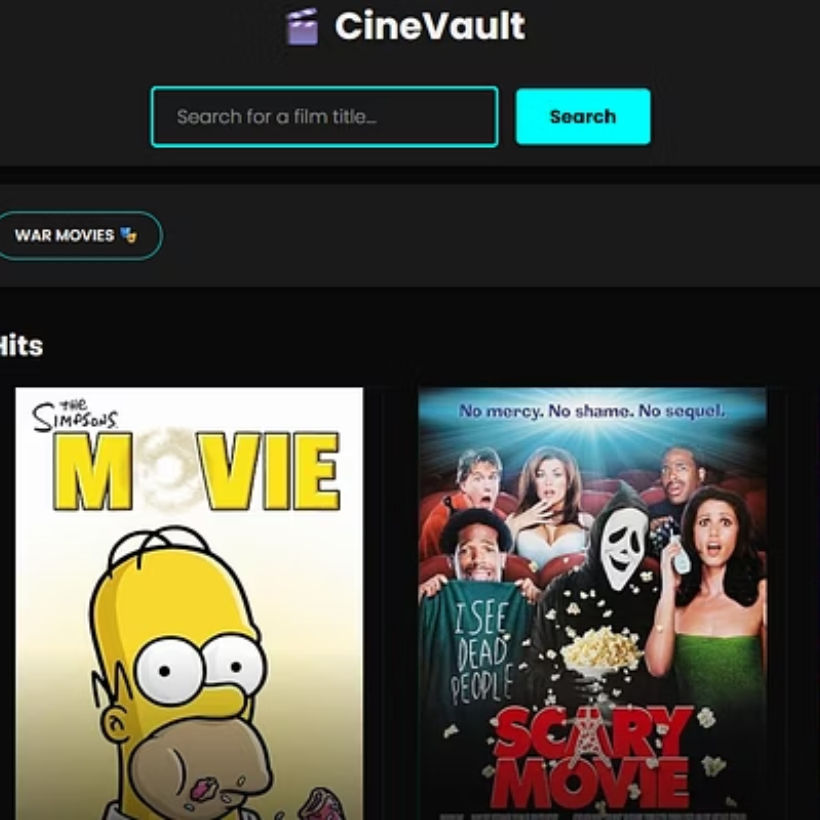 CineVault
Search for a film title...
Search
WAR MOVIES
Hits
THE
SIMPSONS
MOVIE
No mercy. No shame. No sequel.
I SEE
DEAD
PEOPLE
SCARY
MOVIE